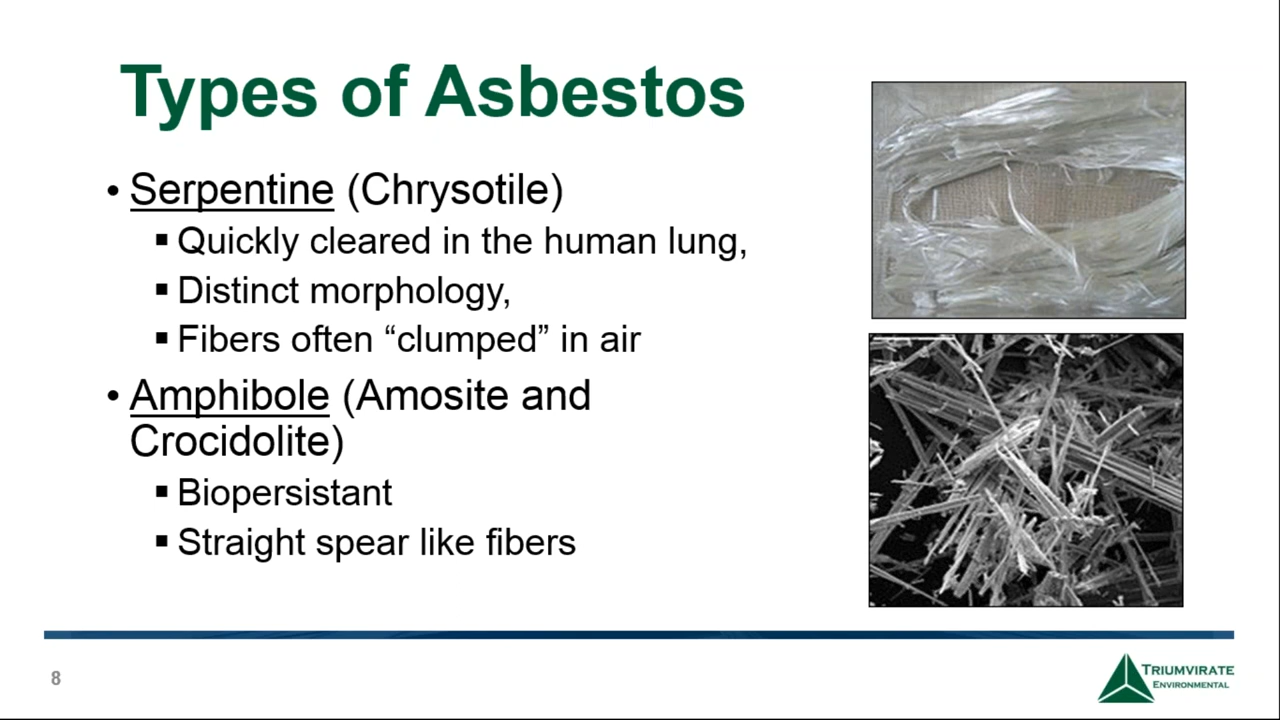 Types of Asbestos
• Serpentine (Chrysotile)
▪ Quickly cleared in the human lung,
▪ Distinct morphology,
▪ Fibers often “clumped” in air
• Amphibole (Amosite and
Crocidolite)
▪ Biopersistant
▪ Straight spear like fibers
8
TRIUMVIRATE
ENVIRONMENTAL